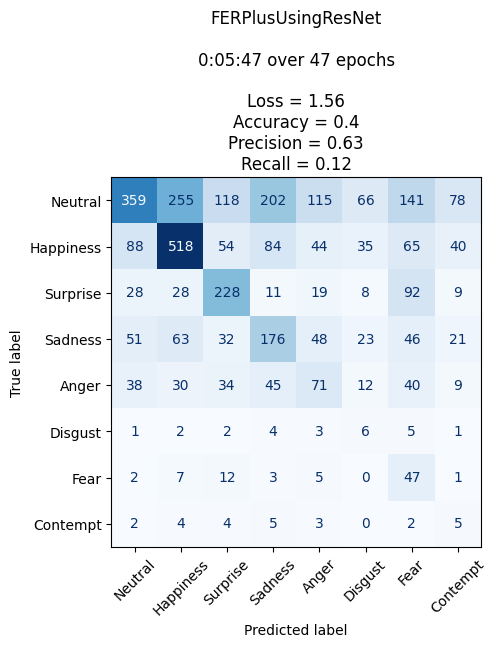 FERPlusUsingResNet
0:05:47 over 47 epochs
Loss = 1.56
Accuracy = 0.4
Precision = 0.63
Recall = 0.12
Neutral 359 255 118 202 115 66 141 78
Happiness 88 518 54 84 44 35 65 40
Surprise 28 28 228 11 19 8 92 9
Sadness 51 63 32 176 48 23 46 21
Anger 38 30 34 45 71 12 40 9
Disgust 1 2 2 4 3 6 5 1
Fear 2 7 12 3 5 0 47 1
Contempt 2 4 4 5 3 0 2 5
True label
Neutral Happiness Surprise Sadness Anger Disgust Fear Contempt
Predicted label